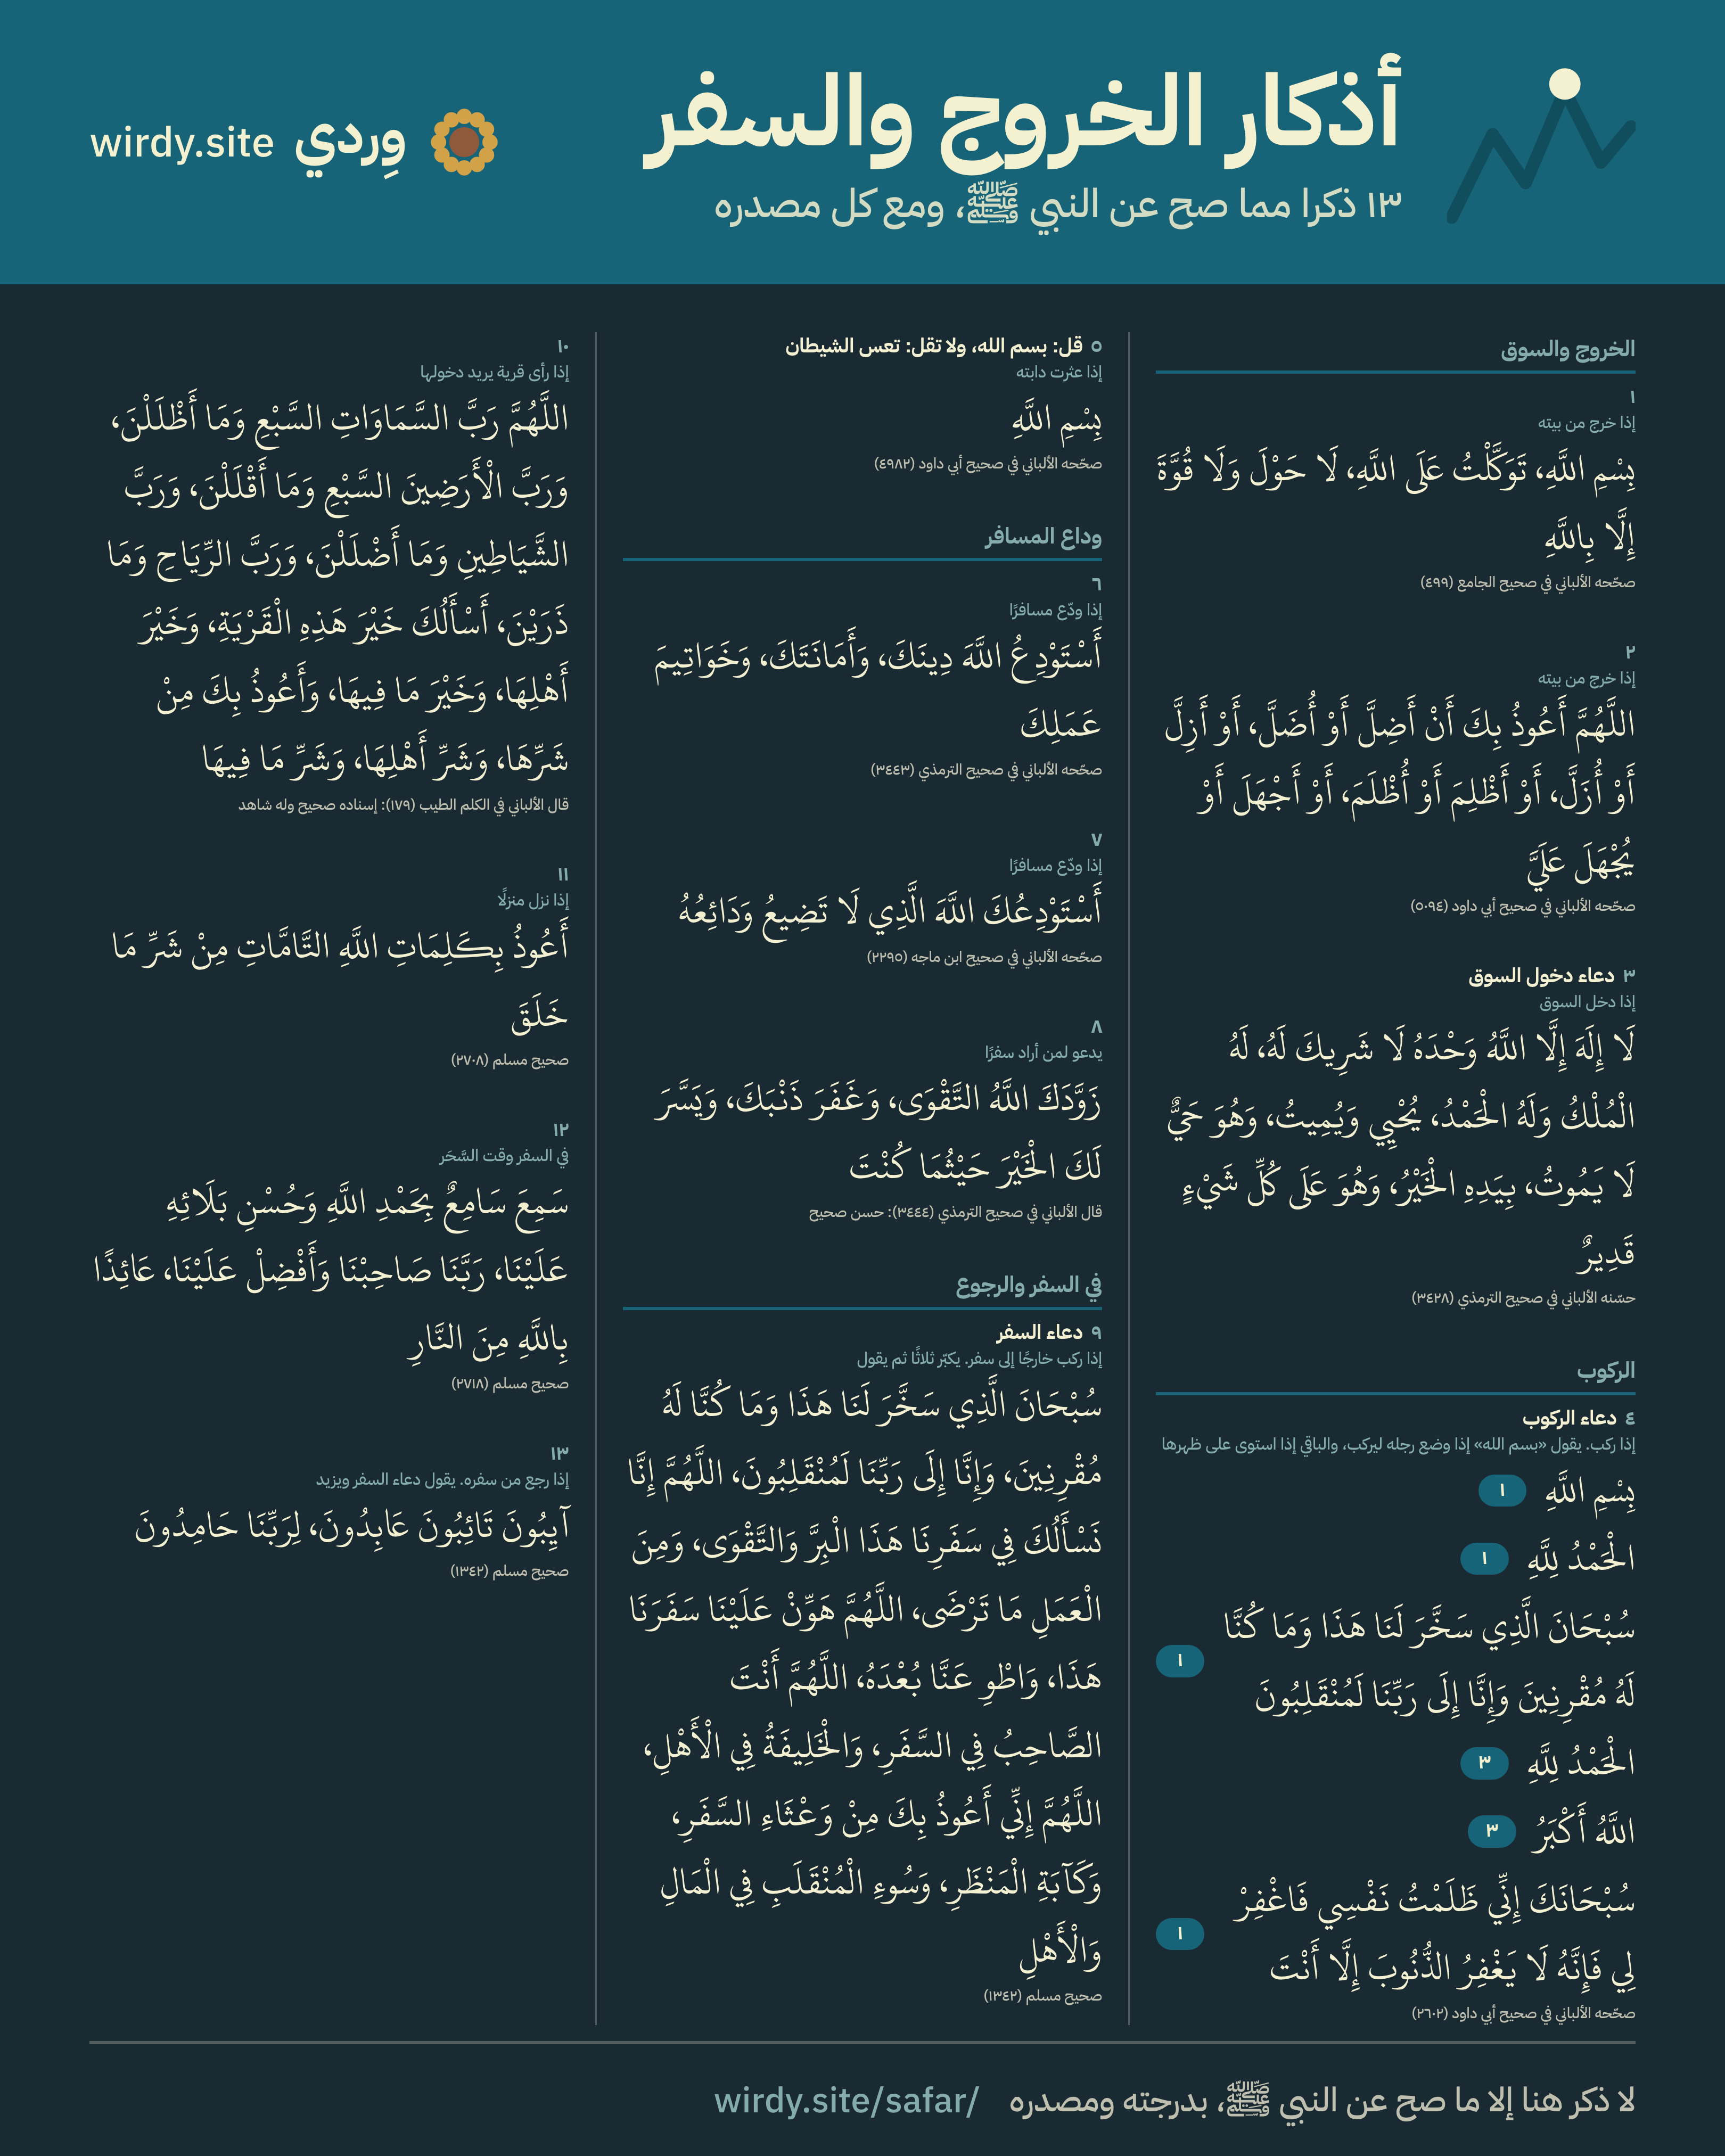 أذكار الخروج والسفر
١٣ ذكرا مما صح عن النبي ﷺ، ومع كل مصدره
وِردي wirdy.site
الخروج والسوق
١
إذا خرج من بيته
بِسْمِ اللَّهِ، تَوَكَّلْتُ عَلَى اللَّهِ، لَا حَوْلَ وَلَا قُوَّةَ
إِلَّا بِاللَّهِ
صحّحه الألباني في صحيح الجامع (٤٩٩)
٢
إذا خرج من بيته
اللَّهُمَّ أَعُوذُ بِكَ أَنْ أَضِلَّ أَوْ أُضَلَّ، أَوْ أَزِلَّ
أَوْ أُزَلَّ، أَوْ أَظْلِمَ أَوْ أُظْلَمَ، أَوْ أَجْهَلَ أَوْ
يُجْهَلَ عَلَيَّ
صحّحه الألباني في صحيح أبي داود (٥٠٩٤)
٣ دعاء دخول السوق
إذا دخل السوق
لَا إِلَهَ إِلَّا اللَّهُ وَحْدَهُ لَا شَرِيكَ لَهُ، لَهُ
الْمُلْكُ وَلَهُ الْحَمْدُ، يُحْيِي وَيُمِيتُ، وَهُوَ حَيٌّ
لَا يَمُوتُ، بِيَدِهِ الْخَيْرُ، وَهُوَ عَلَى كُلِّ شَيْءٍ
قَدِيرٌ
حسّنه الألباني في صحيح الترمذي (٣٤٢٨)
الركوب
٤ دعاء الركوب
إذا ركب. يقول «بسم الله» إذا وضع رجله ليركب، والباقي إذا استوى على ظهرها
بِسْمِ اللَّهِ ١
الْحَمْدُ لِلَّهِ ١
سُبْحَانَ الَّذِي سَخَّرَ لَنَا هَذَا وَمَا كُنَّا
لَهُ مُقْرِنِينَ وَإِنَّا إِلَى رَبِّنَا لَمُنْقَلِبُونَ ١
الْحَمْدُ لِلَّهِ ٣
اللَّهُ أَكْبَرُ ٣
سُبْحَانَكَ إِنِّي ظَلَمْتُ نَفْسِي فَاغْفِرْ
لِي فَإِنَّهُ لَا يَغْفِرُ الذُّنُوبَ إِلَّا أَنْتَ ١
صحّحه الألباني في صحيح أبي داود (٢٦٠٢)
٥ قل: بسم الله، ولا تقل: تعس الشيطان
إذا عثرت دابته
بِسْمِ اللَّهِ
صحّحه الألباني في صحيح أبي داود (٤٩٨٢)
وداع المسافر
٦
إذا ودّع مسافرًا
أَسْتَوْدِعُ اللَّهَ دِينَكَ، وَأَمَانَتَكَ، وَخَوَاتِيمَ
عَمَلِكَ
صحّحه الألباني في صحيح الترمذي (٣٤٤٣)
٧
إذا ودّع مسافرًا
أَسْتَوْدِعُكَ اللَّهَ الَّذِي لَا تَضِيعُ وَدَائِعُهُ
صحّحه الألباني في صحيح ابن ماجه (٢٢٩٥)
٨
يدعو لمن أراد سفرًا
زَوَّدَكَ اللَّهُ التَّقْوَى، وَغَفَرَ ذَنْبَكَ، وَيَسَّرَ
لَكَ الْخَيْرَ حَيْثُمَا كُنْتَ
قال الألباني في صحيح الترمذي (٣٤٤٤): حسن صحيح
في السفر والرجوع
٩ دعاء السفر
إذا ركب خارجًا إلى سفر. يكبّر ثلاثًا ثم يقول
سُبْحَانَ الَّذِي سَخَّرَ لَنَا هَذَا وَمَا كُنَّا لَهُ
مُقْرِنِينَ، وَإِنَّا إِلَى رَبِّنَا لَمُنْقَلِبُونَ، اللَّهُمَّ إِنَّا
نَسْأَلُكَ فِي سَفَرِنَا هَذَا الْبِرَّ وَالتَّقْوَى، وَمِنَ
الْعَمَلِ مَا تَرْضَى، اللَّهُمَّ هَوِّنْ عَلَيْنَا سَفَرَنَا
هَذَا، وَاطْوِ عَنَّا بُعْدَهُ، اللَّهُمَّ أَنْتَ
الصَّاحِبُ فِي السَّفَرِ، وَالْخَلِيفَةُ فِي الْأَهْلِ،
اللَّهُمَّ إِنِّي أَعُوذُ بِكَ مِنْ وَعْثَاءِ السَّفَرِ،
وَكَآبَةِ الْمَنْظَرِ، وَسُوءِ الْمُنْقَلَبِ فِي الْمَالِ
وَالْأَهْلِ
صحيح مسلم (١٣٤٢)
١٠
إذا رأى قرية يريد دخولها
اللَّهُمَّ رَبَّ السَّمَاوَاتِ السَّبْعِ وَمَا أَظْلَلْنَ،
وَرَبَّ الْأَرَضِينَ السَّبْعِ وَمَا أَقْلَلْنَ، وَرَبَّ
الشَّيَاطِينِ وَمَا أَضْلَلْنَ، وَرَبَّ الرِّيَاحِ وَمَا
ذَرَيْنَ، أَسْأَلُكَ خَيْرَ هَذِهِ الْقَرْيَةِ، وَخَيْرَ
أَهْلِهَا، وَخَيْرَ مَا فِيهَا، وَأَعُوذُ بِكَ مِنْ
شَرِّهَا، وَشَرِّ أَهْلِهَا، وَشَرِّ مَا فِيهَا
قال الألباني في الكلم الطيب (١٧٩): إسناده صحيح وله شاهد
١١
إذا نزل منزلًا
أَعُوذُ بِكَلِمَاتِ اللَّهِ التَّامَّاتِ مِنْ شَرِّ مَا
خَلَقَ
صحيح مسلم (٢٧٠٨)
١٢
في السفر وقت السَّحَر
سَمِعَ سَامِعٌ بِحَمْدِ اللَّهِ وَحُسْنِ بَلَائِهِ
عَلَيْنَا، رَبَّنَا صَاحِبْنَا وَأَفْضِلْ عَلَيْنَا، عَائِذًا
بِاللَّهِ مِنَ النَّارِ
صحيح مسلم (٢٧١٨)
١٣
إذا رجع من سفره. يقول دعاء السفر ويزيد
آيِبُونَ تَائِبُونَ عَابِدُونَ، لِرَبِّنَا حَامِدُونَ
صحيح مسلم (١٣٤٢)
لا ذكر هنا إلا ما صح عن النبي ﷺ، بدرجته ومصدره wirdy.site/safar/